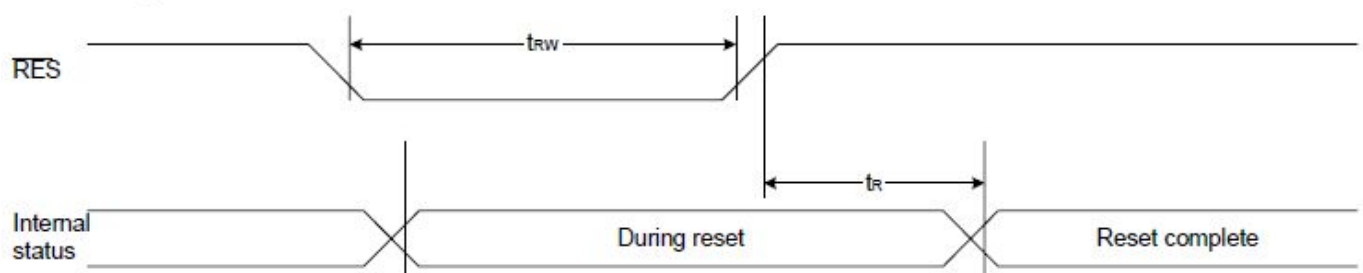 tRW
RES
tR
Internal
status
During reset
Reset complete